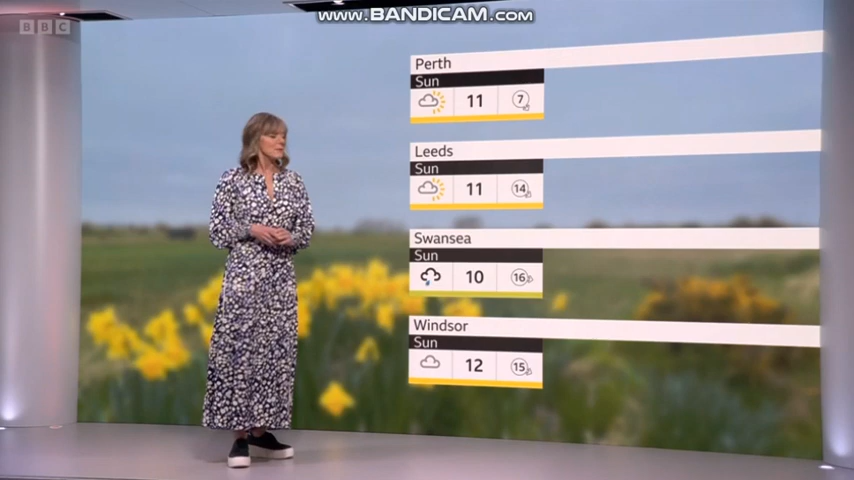 BBC
WWW.BANDICAM.COM
Perth
Sun
11 7
Leeds
Sun
11 14
Swansea
Sun
10 16
Windsor
Sun
12 15